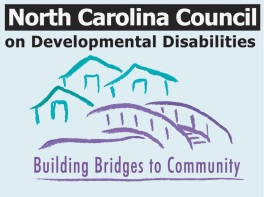 North Carolina Council
on Developmental Disabilities
Building Bridges to Community